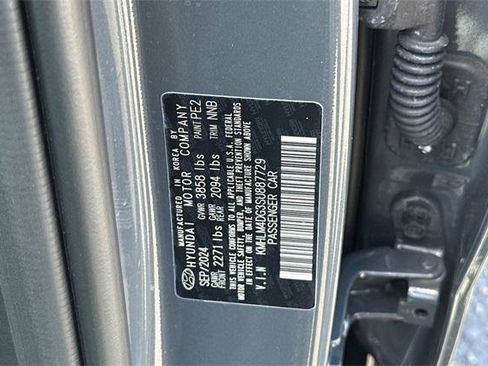 MANUFACTURED IN KOREA BY
HYUNDAI MOTOR COMPANY
SEP/2024 GVWR 3858 lbs PAINT PE2
GAWR FRONT 2271 lbs GAWR REAR 2094 lbs TRIM NNB
THIS VEHICLE CONFORMS TO ALL APPLICABLE U.S.A. FEDERAL
MOTOR VEHICLE SAFETY, BUMPER, AND THEFT PREVENTION STANDARDS
IN EFFECT ON THE DATE OF MANUFACTURE SHOWN ABOVE.
V.I.N KMHLM4DG3SU887729
PASSENGER CAR